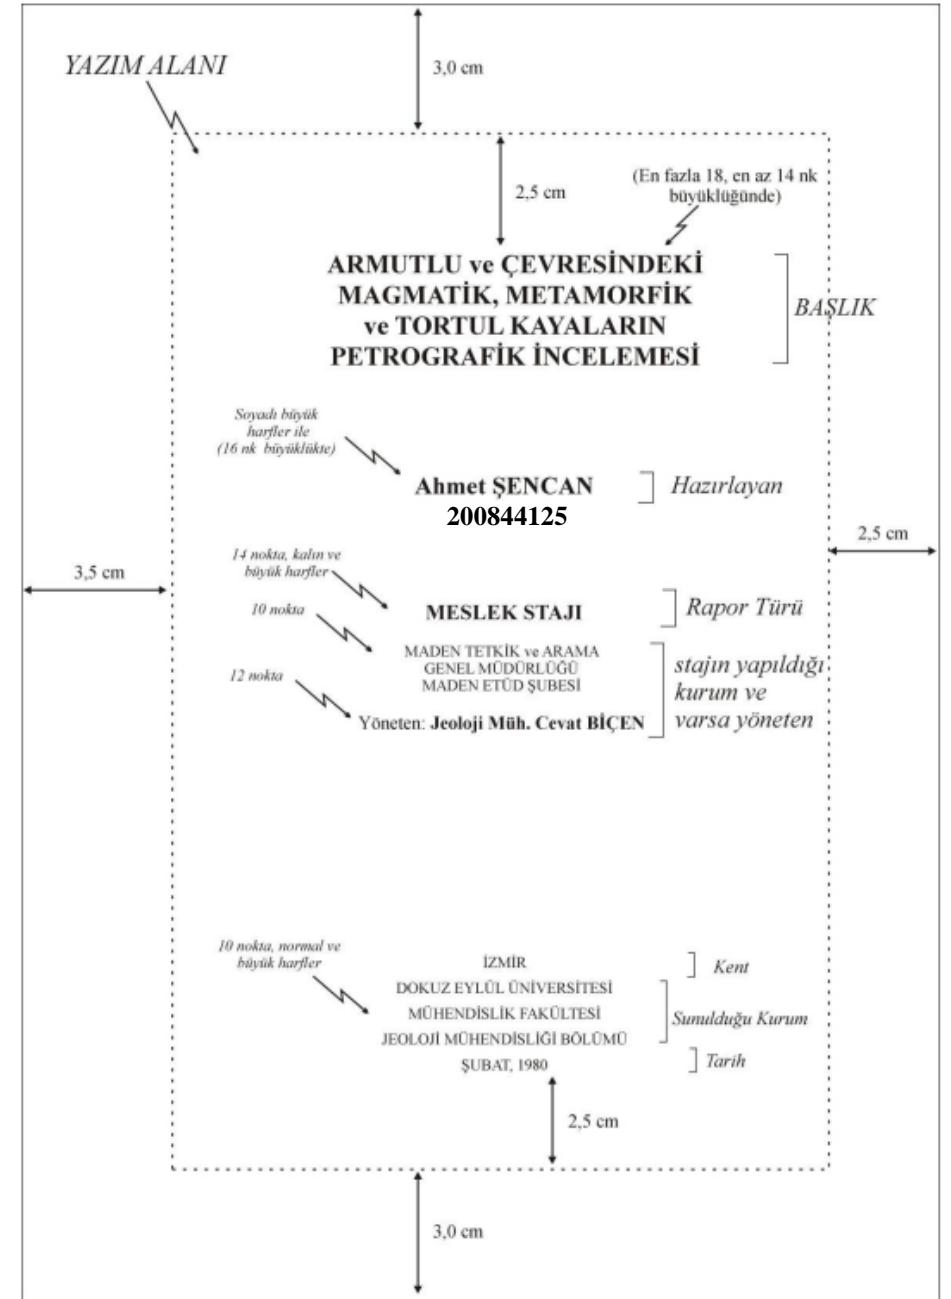 YAZIM ALANI
3,0 cm
2,5 cm
(En fazla 18, en az 14 nk
büyüklüğünde)
ARMUTLU ve ÇEVRESİNDEKİ
MAGMATİK, METAMORFİK
ve TORTUL KAYALARIN
PETROGRAFİK İNCELEMESİ
BAŞLIK
Soyadı büyük
harfler ile
(16 nk büyüklükte)
Ahmet ŞENCAN
200844125
Hazırlayan
2,5 cm
3,5 cm
14 nokta, kalın ve
büyük harfler
MESLEK STAJI
Rapor Türü
10 nokta
MADEN TETKİK ve ARAMA
GENEL MÜDÜRLÜĞÜ
MADEN ETÜD ŞUBESİ
12 nokta
Yöneten: Jeoloji Müh. Cevat BİÇEN
stajın yapıldığı
kurum ve
varsa yöneten
10 nokta, normal ve
büyük harfler
İZMİR
Kent
DOKUZ EYLÜL ÜNİVERSİTESİ
MÜHENDİSLİK FAKÜLTESİ
JEOLOJİ MÜHENDİSLİĞİ BÖLÜMÜ
Sunulduğu Kurum
ŞUBAT, 1980
Tarih
2,5 cm
3,0 cm